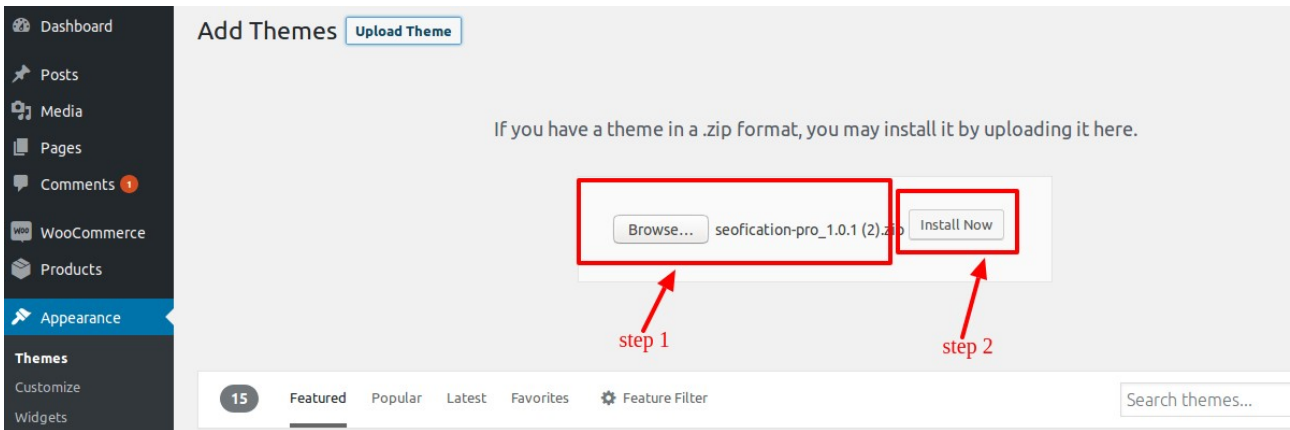 Dashboard
Posts
Media
Pages
Comments 1
WOO WooCommerce
Products
Appearance
Themes
Customize
Widgets
Add Themes Upload Theme
If you have a theme in a .zip format, you may install it by uploading it here.
Browse... seofication-pro_1.0.1 (2).zip Install Now
step 1
step 2
15 Featured Popular Latest Favorites Feature Filter Search themes...